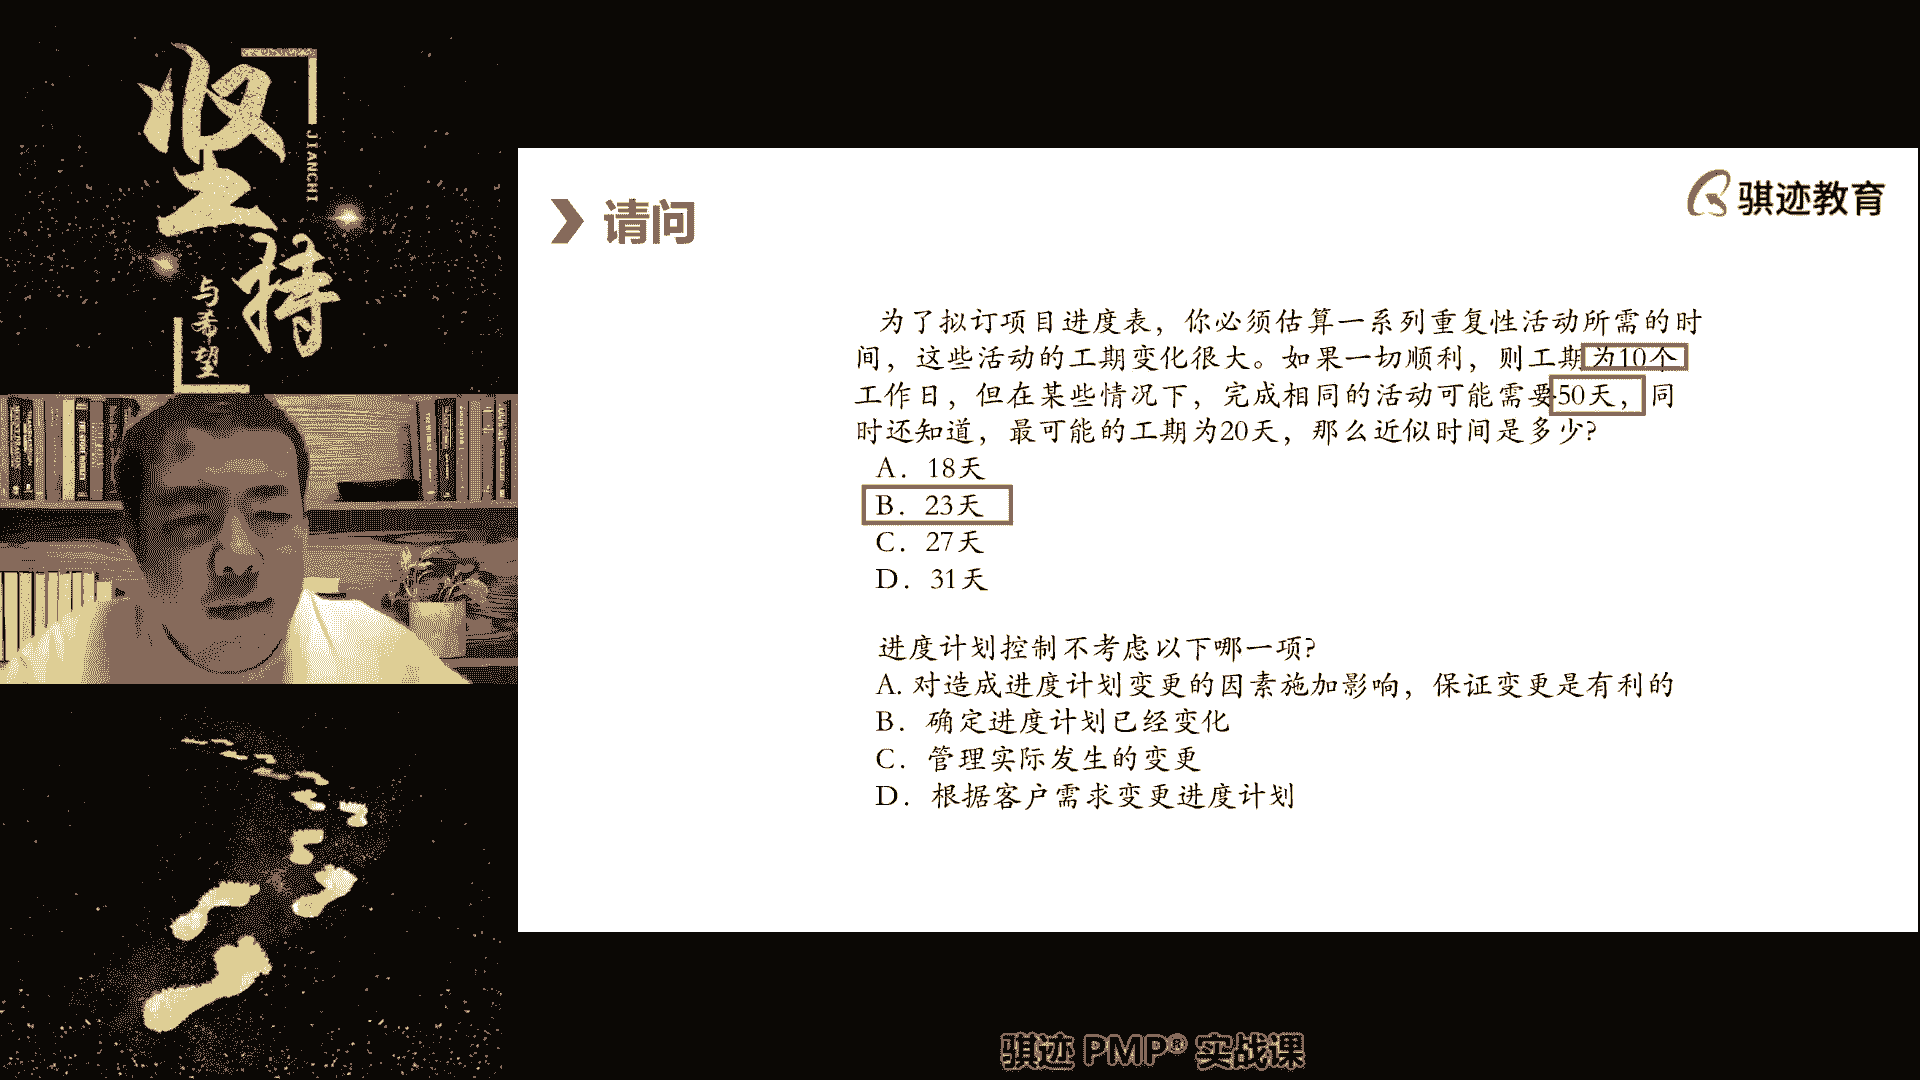 坚持
JIANCHI
与希望
骐迹教育
请问
为了拟订项目进度表，你必须估算一系列重复性活动所需的时
间，这些活动的工期变化很大。如果一切顺利，则工期为10个
工作日，但在某些情况下，完成相同的活动可能需要50天，同
时还知道，最可能的工期为20天，那么近似时间是多少?
A．18天
B．23天
C．27天
D．31天
进度计划控制不考虑以下哪一项?
A. 对造成进度计划变更的因素施加影响，保证变更是有利的
B．确定进度计划已经变化
C．管理实际发生的变更
D．根据客户需求变更进度计划
骐迹 PMP® 实战课